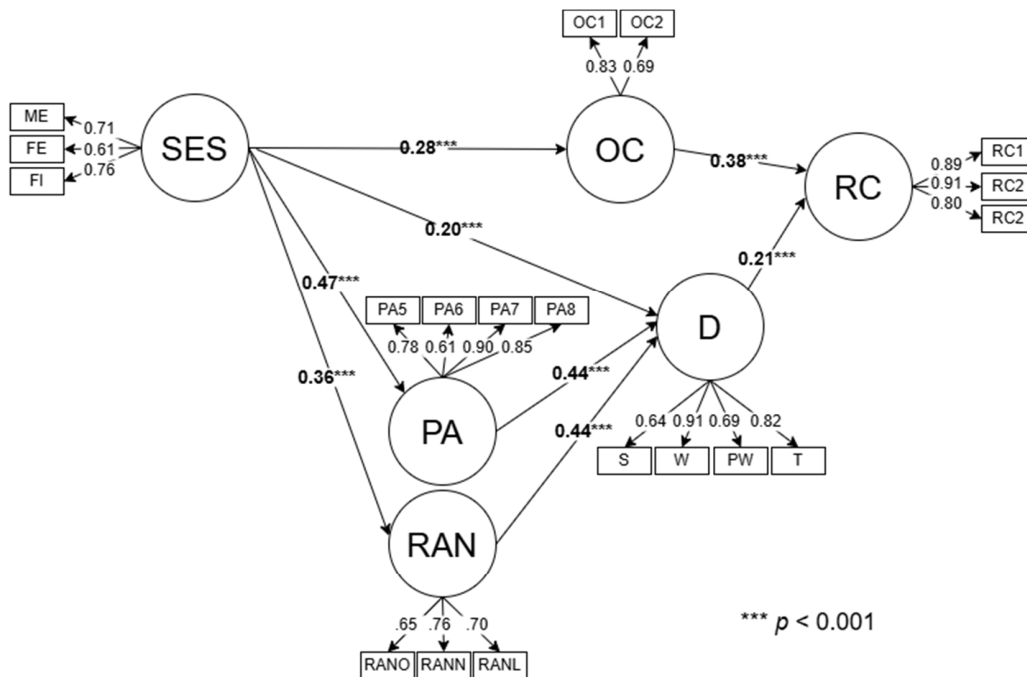 OC1 OC2
0.83 0.69
ME
FE
FI
0.71
0.61
0.76
SES
0.28***
OC
0.38***
RC
0.89
0.91
0.80
RC1
RC2
RC2
0.20***
0.21***
0.47***
PA5 PA6 PA7 PA8
0.78 0.61 0.90 0.85
D
0.36***
0.44***
PA
0.44***
0.64 0.91 0.69 0.82
S W PW T
RAN
.65 .76 .70
RANO RANN RANL
*** p < 0.001